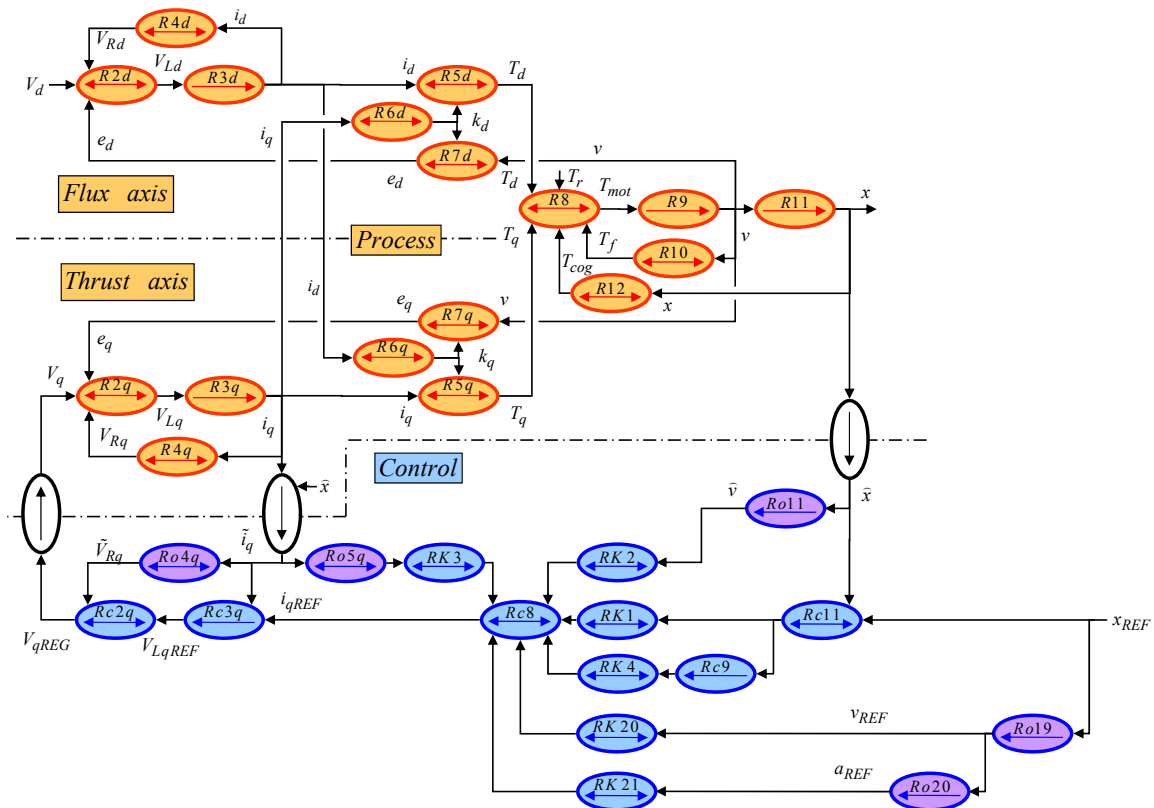 R4d
i_d
V_Rd
V_Ld
i_d
T_d
V_d
R2d
R3d
R5d
R6d
k_d
i_q
e_d
R7d
v
e_d
T_d
T_r
Flux axis
R8
T_mot
R9
R11
x
Process
T_q
T_f
R10
v
T_cog
Thrust axis
R12
x
i_d
e_q
v
R7q
e_q
R6q
k_q
V_q
R2q
R3q
R5q
V_Lq
i_q
i_q
T_q
V_Rq
R4q
Control
x̂
v̂
x̂
Ro11
Ṽ_Rq
ĩ_q
Ro4q
Ro5q
RK3
RK2
i_qREF
Rc2q
Rc3q
Rc8
RK1
Rc11
x_REF
V_qREG
V_LqREF
RK4
Rc9
v_REF
RK20
Ro19
a_REF
RK21
Ro20